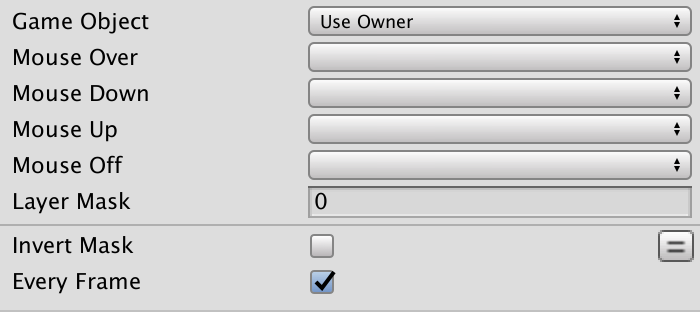 Game Object Use Owner
Mouse Over
Mouse Down
Mouse Up
Mouse Off
Layer Mask 0
Invert Mask
Every Frame